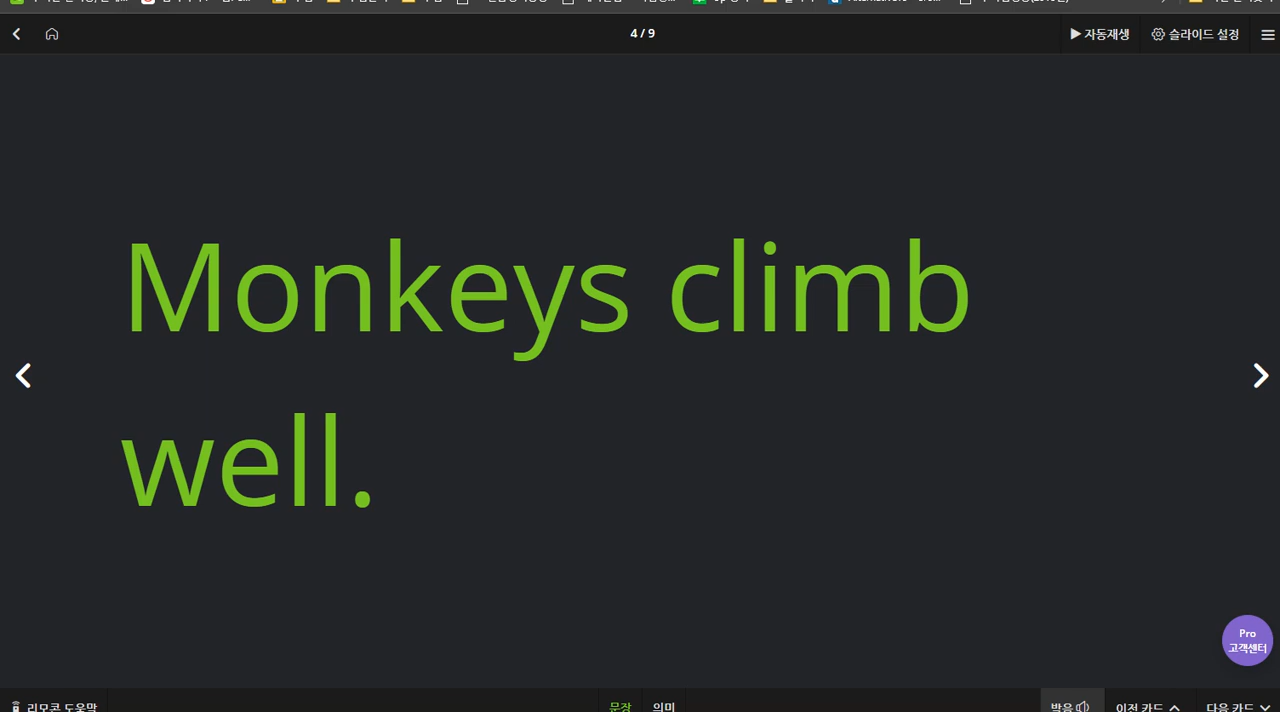 4 / 9
▶ 자동재생
슬라이드 설정
Monkeys climb
well.
Pro
고객센터
리모콘 도움말
문장
의미
발음
이전 카드
다음 카드